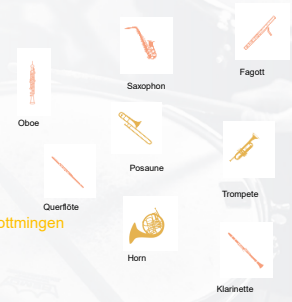 Fagott
Saxophon
Oboe
Posaune
Trompete
Querflöte
ottmingen
Horn
Klarinette